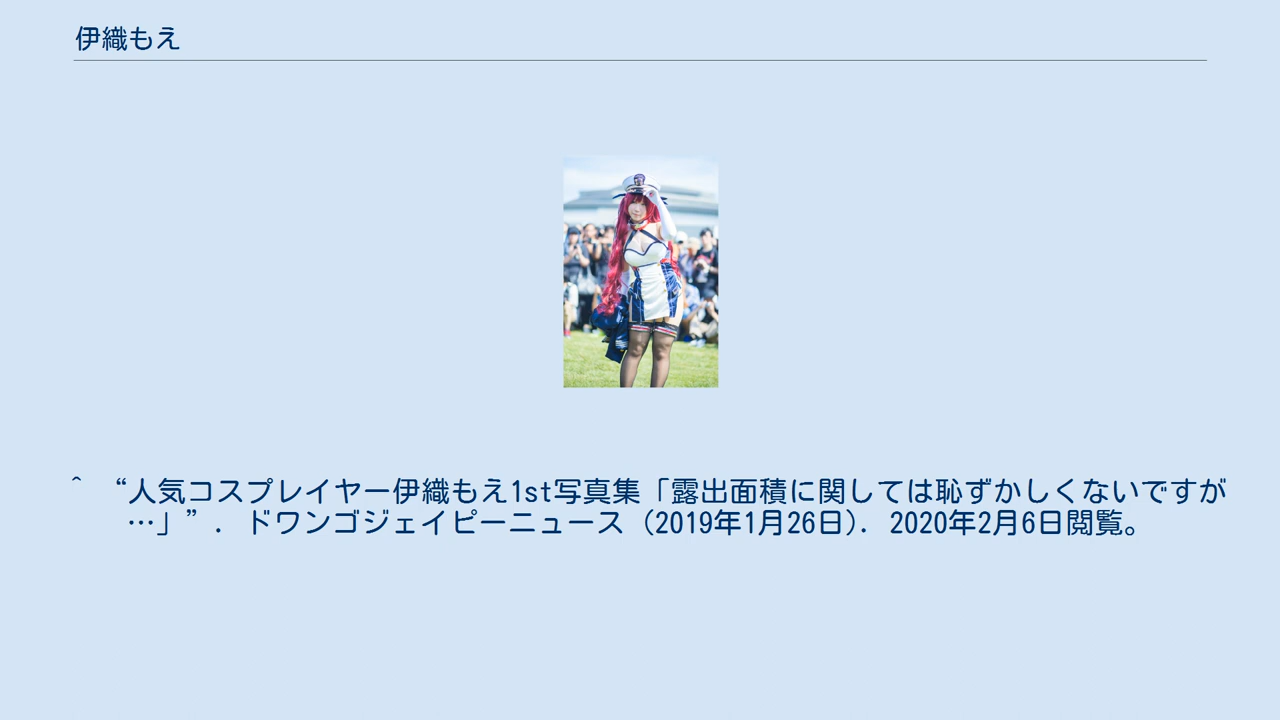 伊織もえ
^ “人気コスプレイヤー伊織もえ1st写真集「露出面積に関しては恥ずかしくないですが
…」”. ドワンゴジェイピーニュース (2019年1月26日). 2020年2月6日閲覧。